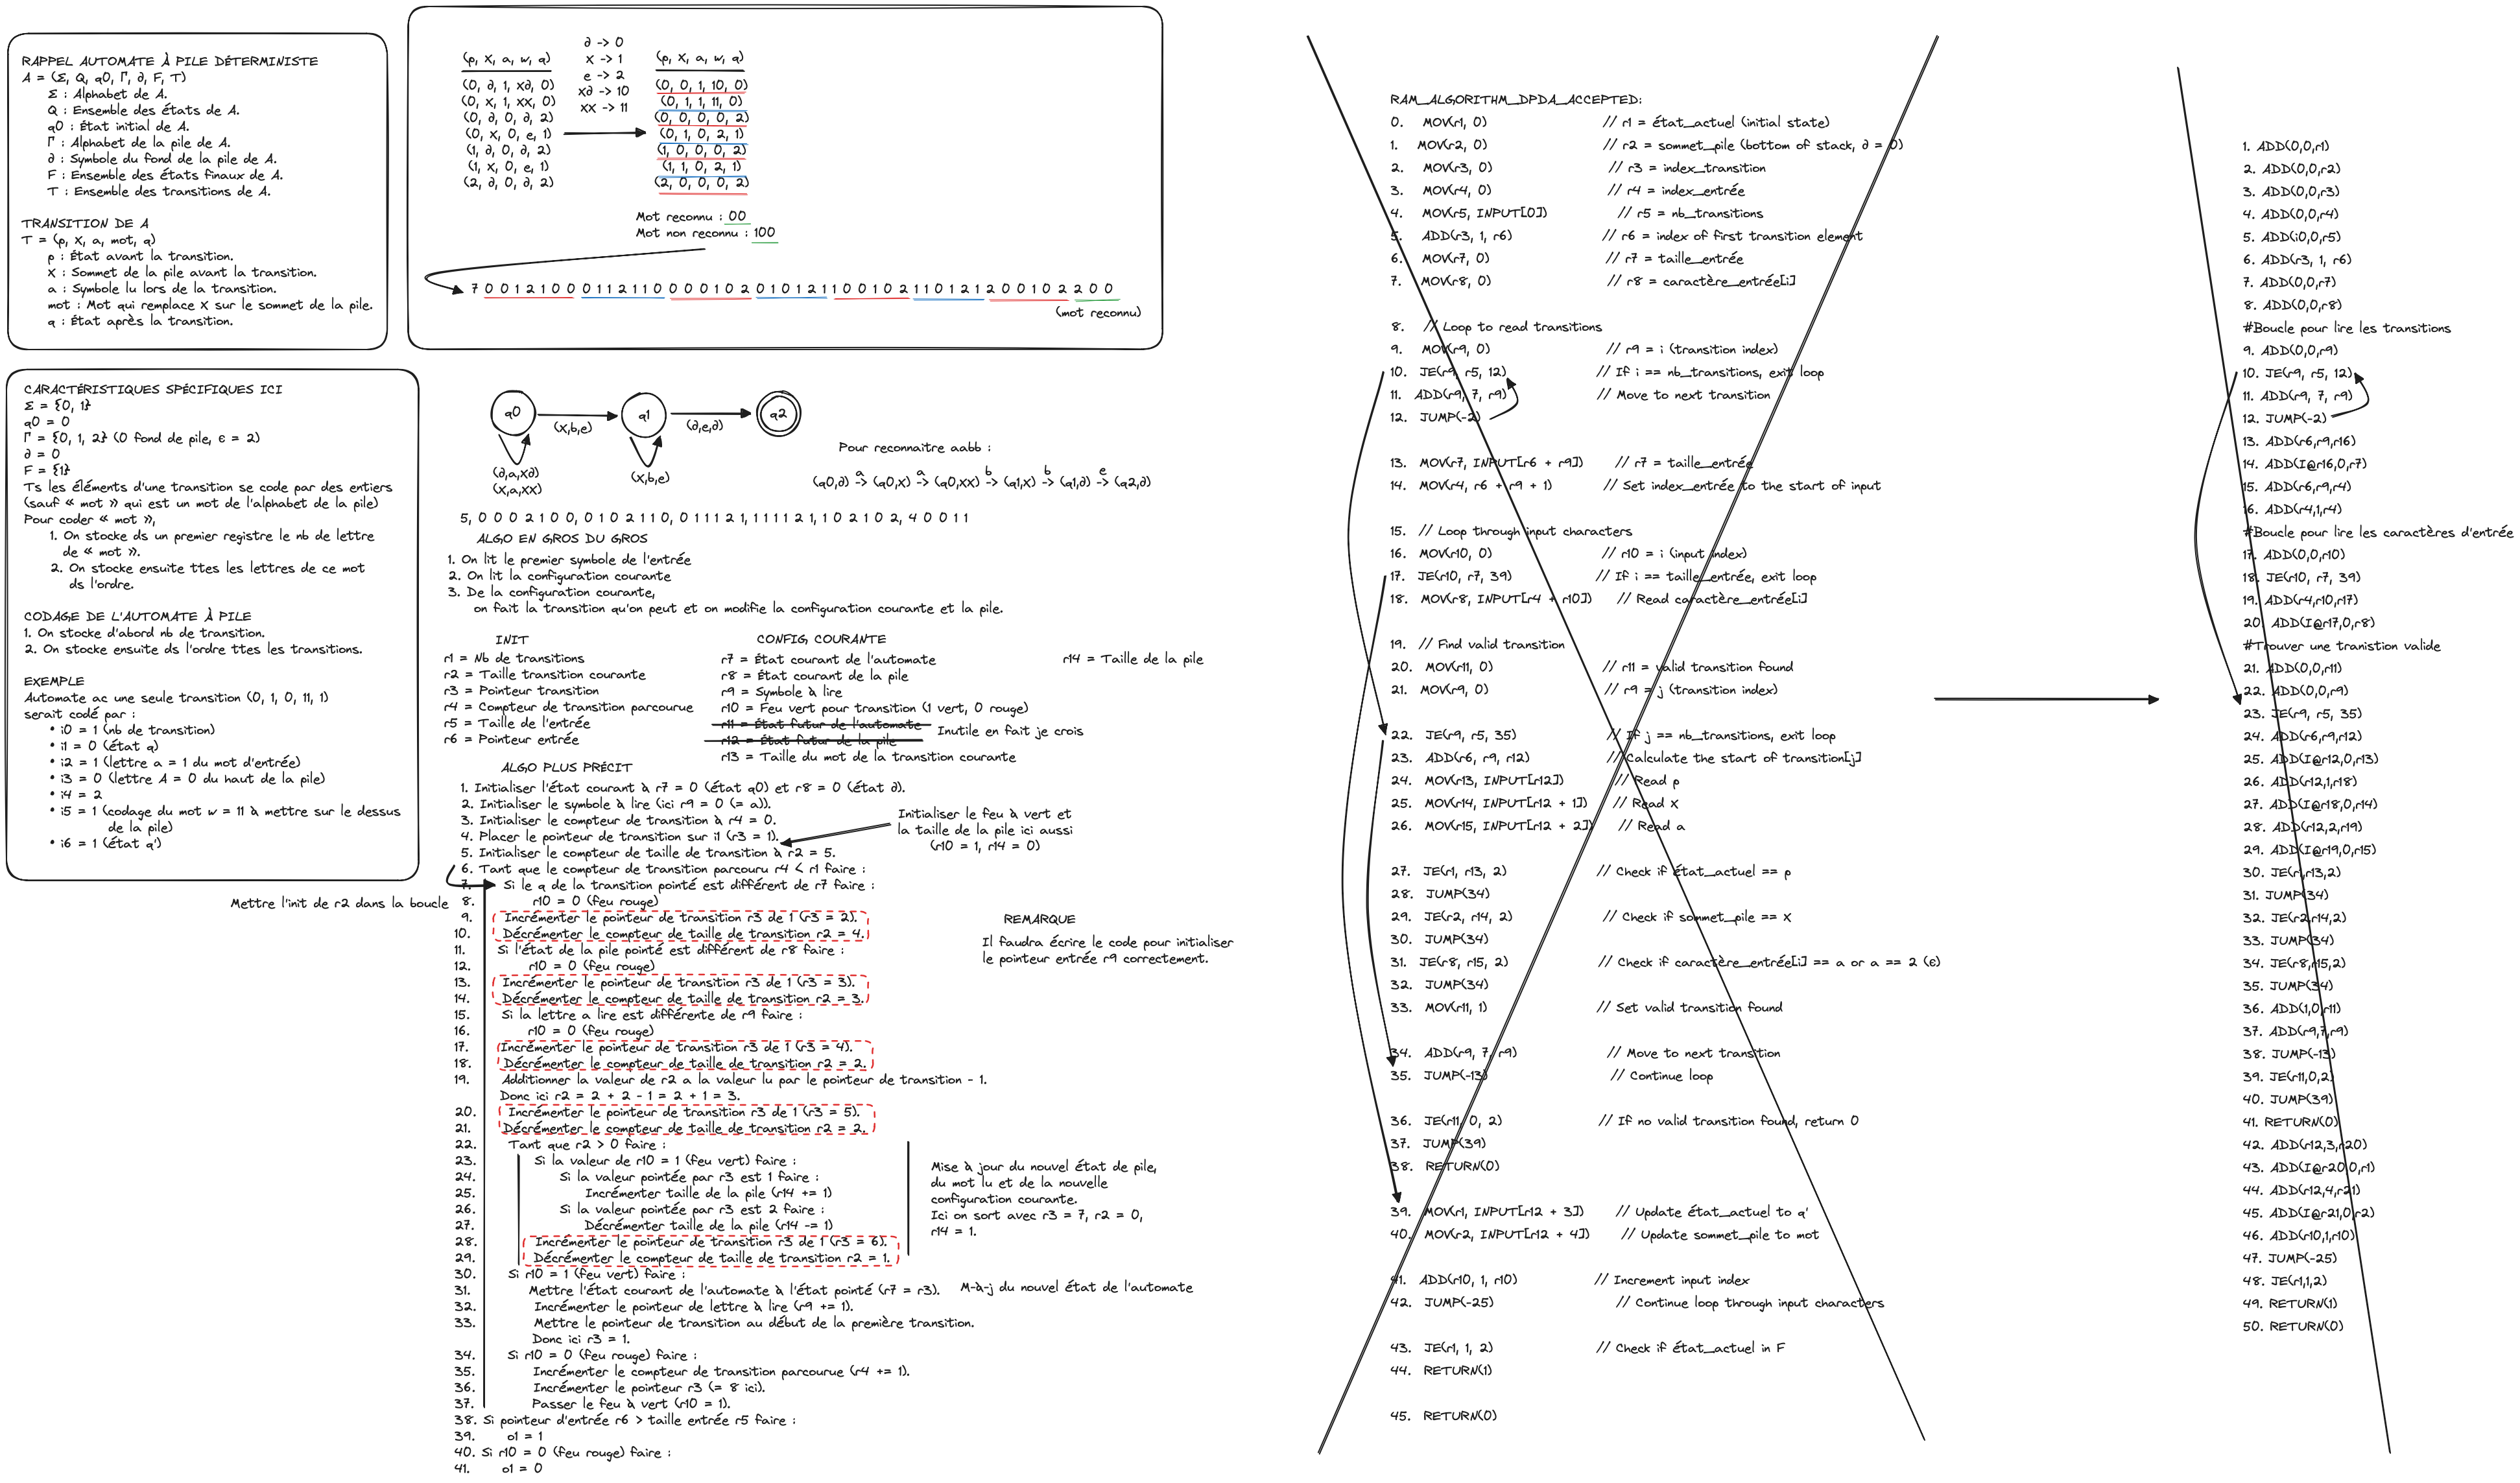 RAPPEL AUTOMATE À PILE DÉTERMINISTE
A = (Σ, Q, q0, Γ, ∂, F, T)
Σ : Alphabet de A.
Q : Ensemble des états de A.
q0 : État initial de A.
Γ : Alphabet de la pile de A.
∂ : Symbole du fond de la pile de A.
F : Ensemble des états finaux de A.
T : Ensemble des transitions de A.
TRANSITION DE A
T = (p, X, a, mot, q)
p : État avant la transition.
X : Sommet de la pile avant la transition.
a : Symbole lu lors de la transition.
mot : Mot qui remplace X sur le sommet de la pile.
q : État après la transition.
(p, X, a, w, q)
(0, ∂, 1, x∂, 0)
(0, x, 1, xx, 0)
(0, ∂, 0, ∂, 2)
(0, x, 0, e, 1)
(1, ∂, 0, ∂, 2)
(1, x, 0, e, 1)
(2, ∂, 0, ∂, 2)
∂ -> 0
x -> 1
e -> 2
x∂ -> 10
xx -> 11
(p, X, a, w, q)
(0, 0, 1, 10, 0)
(0, 1, 1, 11, 0)
(0, 0, 0, 0, 2)
(0, 1, 0, 2, 1)
(1, 0, 0, 0, 2)
(1, 1, 0, 2, 1)
(2, 0, 0, 0, 2)
Mot reconnu : 00
Mot non reconnu : 100
7 0 0 1 2 1 0 0 0 1 1 2 1 1 0 0 0 0 1 0 2 0 1 0 1 2 1 1 0 0 1 0 2 1 1 0 1 2 1 2 0 0 1 0 2 2 0 0
(mot reconnu)
CARACTÉRISTIQUES SPÉCIFIQUES ICI
Σ = {0, 1}
q0 = 0
Γ = {0, 1, 2} (0 fond de pile, ϵ = 2)
∂ = 0
F = {1}
Ts les éléments d'une transition se code par des entiers
(sauf « mot » qui est un mot de l'alphabet de la pile)
Pour coder « mot »,
1. On stocke ds un premier registre le nb de lettre
de « mot ».
2. On stocke ensuite ttes les lettres de ce mot
ds l'ordre.
CODAGE DE L'AUTOMATE À PILE
1. On stocke d'abord nb de transition.
2. On stocke ensuite ds l'ordre ttes les transitions.
EXEMPLE
Automate ac une seule transition (0, 1, 0, 11, 1)
serait codé par :
• i0 = 1 (nb de transition)
• i1 = 0 (état q)
• i2 = 1 (lettre a = 1 du mot d'entrée)
• i3 = 0 (lettre A = 0 du haut de la pile)
• i4 = 2
• i5 = 1 (codage du mot w = 11 à mettre sur le dessus
de la pile)
• i6 = 1 (état q')
q0
q1
q2
(x,b,e)
(∂,e,∂)
(∂,a,x∂)
(x,a,xx)
(x,b,e)
Pour reconnaitre aabb :
a a b b e
(q0,∂) -> (q0,x) -> (q0,xx) -> (q1,x) -> (q1,∂) -> (q2,∂)
5, 0 0 0 2 1 0 0, 0 1 0 2 1 1 0, 0 1 1 1 2 1, 1 1 1 1 2 1, 1 0 2 1 0 2, 4 0 0 1 1
ALGO EN GROS DU GROS
1. On lit le premier symbole de l'entrée
2. On lit la configuration courante
3. De la configuration courante,
on fait la transition qu'on peut et on modifie la configuration courante et la pile.
INIT
r1 = Nb de transitions
r2 = Taille transition courante
r3 = Pointeur transition
r4 = Compteur de transition parcourue
r5 = Taille de l'entrée
r6 = Pointeur entrée
CONFIG COURANTE
r7 = État courant de l'automate
r8 = État courant de la pile
r9 = Symbole à lire
r10 = Feu vert pour transition (1 vert, 0 rouge)
r11 = État futur de l'automate
r12 = État futur de la pile
Inutile en fait je crois
r13 = Taille du mot de la transition courante
r14 = Taille de la pile
ALGO PLUS PRÉCIT
1. Initialiser l'état courant à r7 = 0 (état q0) et r8 = 0 (état ∂).
2. Initialiser le symbole à lire (ici r9 = 0 (= a)).
3. Initialiser le compteur de transition à r4 = 0.
4. Placer le pointeur de transition sur i1 (r3 = 1).
5. Initialiser le compteur de taille de transition à r2 = 5.
6. Tant que le compteur de transition parcouru r4 < r1 faire :
7. Si le q de la transition pointé est différent de r7 faire :
8. r10 = 0 (feu rouge)
9. Incrémenter le pointeur de transition r3 de 1 (r3 = 2).
10. Décrémenter le compteur de taille de transition r2 = 4.
11. Si l'état de la pile pointé est différent de r8 faire :
12. r10 = 0 (feu rouge)
13. Incrémenter le pointeur de transition r3 de 1 (r3 = 3).
14. Décrémenter le compteur de taille de transition r2 = 3.
15. Si la lettre a lire est différente de r9 faire :
16. r10 = 0 (feu rouge)
17. Incrémenter le pointeur de transition r3 de 1 (r3 = 4).
18. Décrémenter le compteur de taille de transition r2 = 2.
19. Additionner la valeur de r2 a la valeur lu par le pointeur de transition - 1.
Donc ici r2 = 2 + 2 - 1 = 2 + 1 = 3.
20. Incrémenter le pointeur de transition r3 de 1 (r3 = 5).
21. Décrémenter le compteur de taille de transition r2 = 2.
22. Tant que r2 > 0 faire :
23. Si la valeur de r10 = 1 (feu vert) faire :
24. Si la valeur pointée par r3 est 1 faire :
25. Incrémenter taille de la pile (r14 += 1)
26. Si la valeur pointée par r3 est 2 faire :
27. Décrémenter taille de la pile (r14 -= 1)
28. Incrémenter le pointeur de transition r3 de 1 (r3 = 6).
29. Décrémenter le compteur de taille de transition r2 = 1.
30. Si r10 = 1 (feu vert) faire :
31. Mettre l'état courant de l'automate à l'état pointé (r7 = r3).
32. Incrémenter le pointeur de lettre à lire (r9 += 1).
33. Mettre le pointeur de transition au début de la première transition.
Donc ici r3 = 1.
34. Si r10 = 0 (feu rouge) faire :
35. Incrémenter le compteur de transition parcourue (r4 += 1).
36. Incrémenter le pointeur r3 (= 8 ici).
37. Passer le feu à vert (r10 = 1).
38. Si pointeur d'entrée r6 > taille entrée r5 faire :
39. o1 = 1
40. Si r10 = 0 (feu rouge) faire :
41. o1 = 0
Initialiser le feu à vert et
la taille de la pile ici aussi
(r10 = 1, r14 = 0)
Mettre l'init de r2 dans la boucle
REMARQUE
Il faudra écrire le code pour initialiser
le pointeur entrée r9 correctement.
Mise à jour du nouvel état de pile,
du mot lu et de la nouvelle
configuration courante.
Ici on sort avec r3 = 7, r2 = 0,
r14 = 1.
M-à-j du nouvel état de l'automate
RAM_ALGORITHM_DPDA_ACCEPTED:
0. MOV(r1, 0) // r1 = état_actuel (initial state)
1. MOV(r2, 0) // r2 = sommet_pile (bottom of stack, ∂ = 0)
2. MOV(r3, 0) // r3 = index_transition
3. MOV(r4, 0) // r4 = index_entrée
4. MOV(r5, INPUT[0]) // r5 = nb_transitions
5. ADD(r3, 1, r6) // r6 = index of first transition element
6. MOV(r7, 0) // r7 = taille_entrée
7. MOV(r8, 0) // r8 = caractère_entrée[i]
8. // Loop to read transitions
9. MOV(r9, 0) // r9 = i (transition index)
10. JE(r9, r5, 12) // If i == nb_transitions, exit loop
11. ADD(r9, 7, r9) // Move to next transition
12. JUMP(-2)
13. MOV(r7, INPUT[r6 + r9]) // r7 = taille_entrée
14. MOV(r4, r6 + r9 + 1) // Set index_entrée to the start of input
15. // Loop through input characters
16. MOV(r10, 0) // r10 = i (input index)
17. JE(r10, r7, 39) // If i == taille_entrée, exit loop
18. MOV(r8, INPUT[r4 + r10]) // Read caractère_entrée[i]
19. // Find valid transition
20. MOV(r11, 0) // r11 = valid transition found
21. MOV(r9, 0) // r9 = j (transition index)
22. JE(r9, r5, 35) // If j == nb_transitions, exit loop
23. ADD(r6, r9, r12) // Calculate the start of transition[j]
24. MOV(r13, INPUT[r12]) // Read p
25. MOV(r14, INPUT[r12 + 1]) // Read X
26. MOV(r15, INPUT[r12 + 2]) // Read a
27. JE(r1, r13, 2) // Check if état_actuel == p
28. JUMP(34)
29. JE(r2, r14, 2) // Check if sommet_pile == X
30. JUMP(34)
31. JE(r8, r15, 2) // Check if caractère_entrée[i] == a or a == 2 (ϵ)
32. JUMP(34)
33. MOV(r11, 1) // Set valid transition found
34. ADD(r9, 7, r9) // Move to next transition
35. JUMP(-13) // Continue loop
36. JE(r11, 0, 2) // If no valid transition found, return 0
37. JUMP(39)
38. RETURN(0)
39. MOV(r1, INPUT[r12 + 3]) // Update état_actuel to q'
40. MOV(r2, INPUT[r12 + 4]) // Update sommet_pile to mot
41. ADD(r10, 1, r10) // Increment input index
42. JUMP(-25) // Continue loop through input characters
43. JE(r1, 1, 2) // Check if état_actuel in F
44. RETURN(1)
45. RETURN(0)
1. ADD(0,0,r1)
2. ADD(0,0,r2)
3. ADD(0,0,r3)
4. ADD(0,0,r4)
5. ADD(i0,0,r5)
6. ADD(r3, 1, r6)
7. ADD(0,0,r7)
8. ADD(0,0,r8)
#Boucle pour lire les transitions
9. ADD(0,0,r9)
10. JE(r9, r5, 12)
11. ADD(r9, 7, r9)
12. JUMP(-2)
13. ADD(r6,r9,r16)
14. ADD(I@r16,0,r7)
15. ADD(r6,r9,r4)
16. ADD(r4,1,r4)
#Boucle pour lire les caractères d'entrée
17. ADD(0,0,r10)
18. JE(r10, r7, 39)
19. ADD(r4,r10,r17)
20. ADD(I@r17,0,r8)
#Trouver une tranistion valide
21. ADD(0,0,r11)
22. ADD(0,0,r9)
23. JE(r9, r5, 35)
24. ADD(r6,r9,r12)
25. ADD(I@r12,0,r13)
26. ADD(r12,1,r18)
27. ADD(I@r18,0,r14)
28. ADD(r12,2,r19)
29. ADD(I@r19,0,r15)
30. JE(r1,r13,2)
31. JUMP(34)
32. JE(r2,r14,2)
33. JUMP(34)
34. JE(r8,r15,2)
35. JUMP(34)
36. ADD(1,0,r11)
37. ADD(r9,7,r9)
38. JUMP(-13)
39. JE(r11,0,2)
40. JUMP(39)
41. RETURN(0)
42. ADD(r12,3,r20)
43. ADD(I@r20,0,r1)
44. ADD(r12,4,r21)
45. ADD(I@r21,0,r2)
46. ADD(r10,1,r10)
47. JUMP(-25)
48. JE(r1,1,2)
49. RETURN(1)
50. RETURN(0)